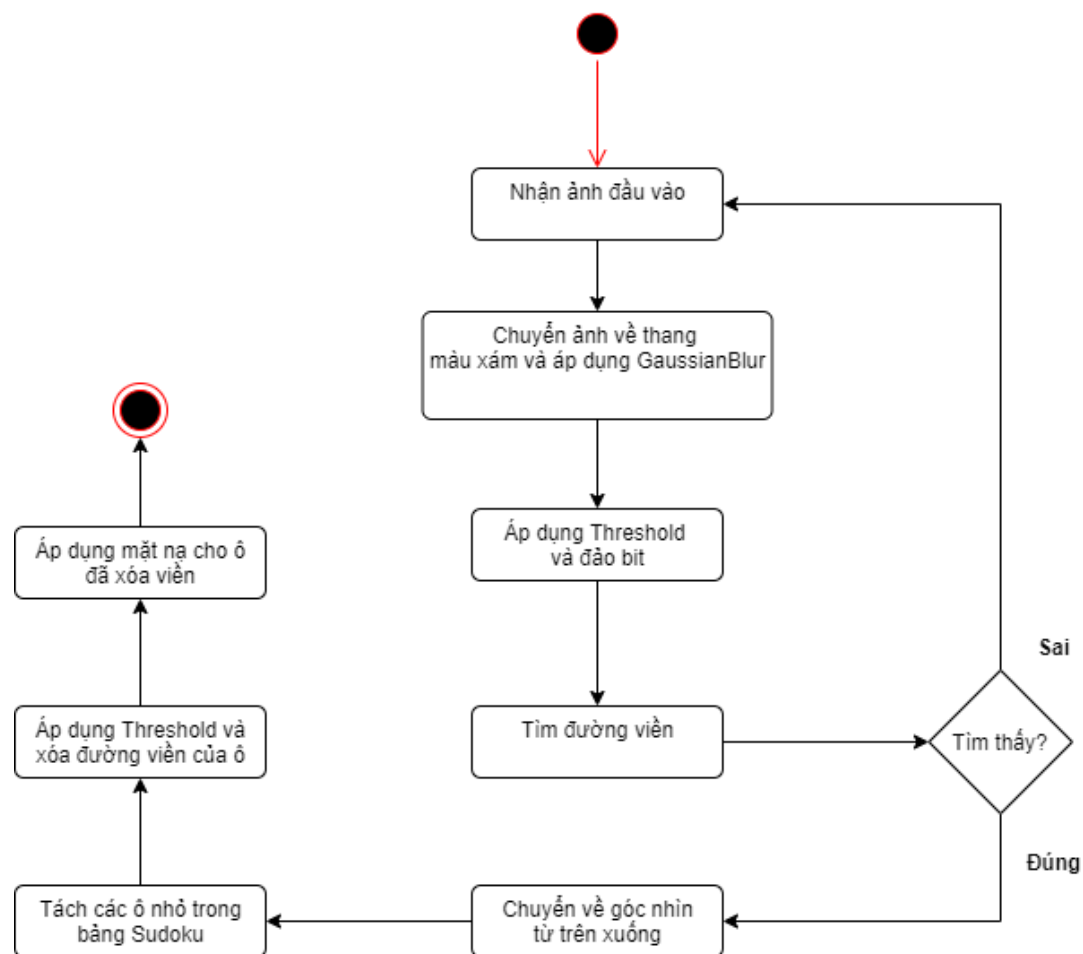 Nhận ảnh đầu vào
Chuyển ảnh về thang
màu xám và áp dụng GaussianBlur
Áp dụng Threshold
và đảo bit
Tìm đường viền
Tìm thấy?
Sai
Đúng
Chuyển về góc nhìn
từ trên xuống
Tách các ô nhỏ trong
bảng Sudoku
Áp dụng Threshold và
xóa đường viền của ô
Áp dụng mặt nạ cho ô
đã xóa viền